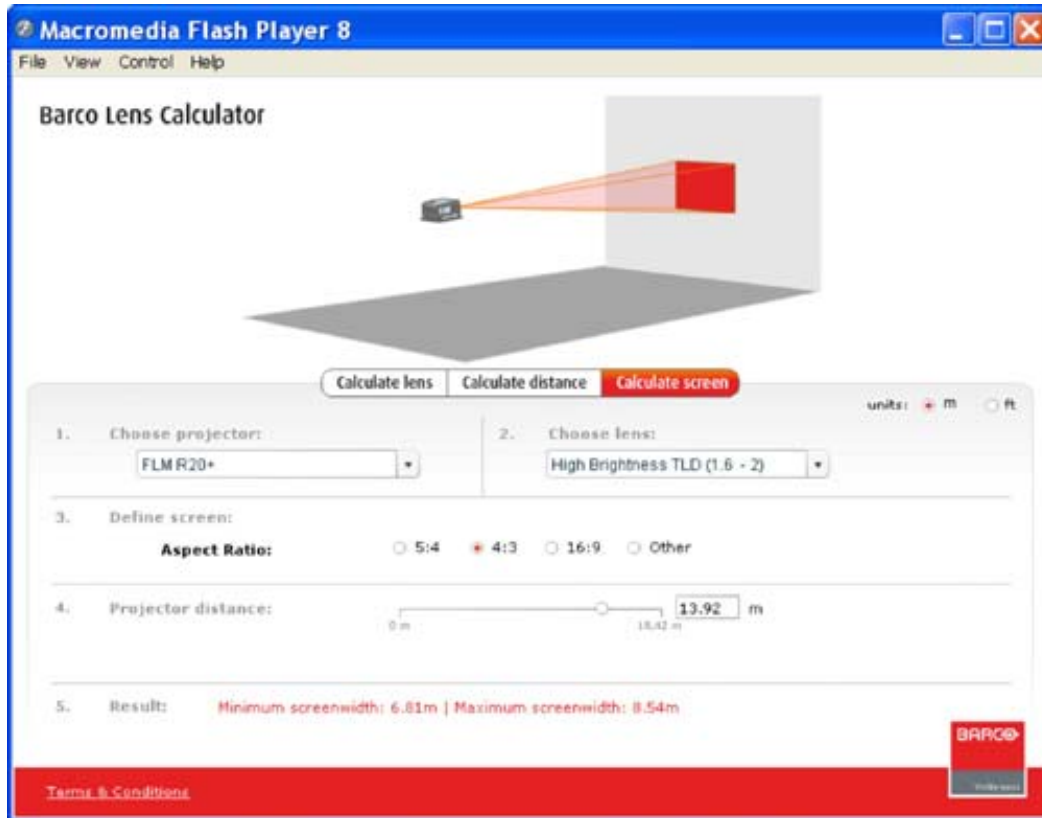 Macromedia Flash Player 8
File View Control Help
Barco Lens Calculator
Calculate lens Calculate distance Calculate screen
units: m ft
1. Choose projector: 2. Choose lens:
FLM R20+ High Brightness TLD (1.6 - 2)
3. Define screen:
Aspect Ratio: 5:4 4:3 16:9 Other
4. Projector distance: 13.92 m
0 m 18.42 m
5. Result: Minimum screenwidth: 6.81m | Maximum screenwidth: 8.54m
BARCO
Terms & Conditions